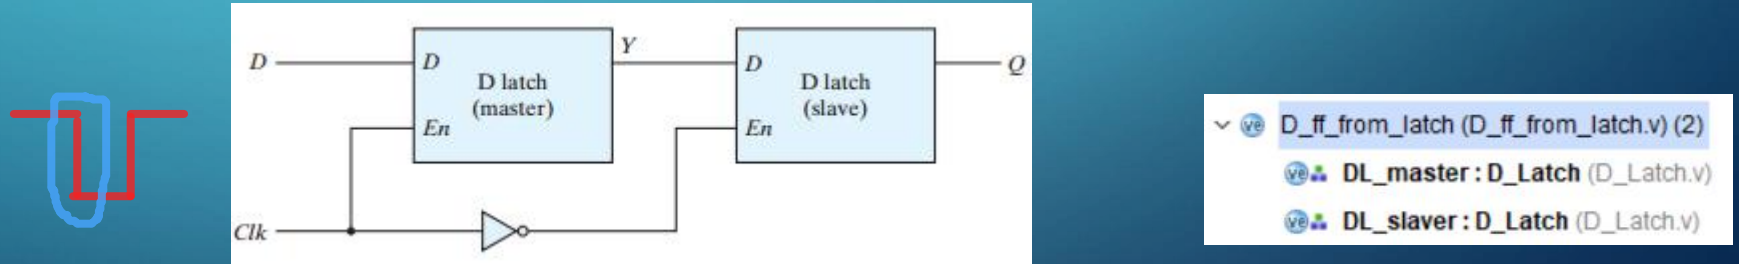 D
D
D latch
(master)
En
Y
D
D latch
(slave)
En
Q
Clk
D_ff_from_latch (D_ff_from_latch.v) (2)
DL_master : D_Latch (D_Latch.v)
DL_slaver : D_Latch (D_Latch.v)